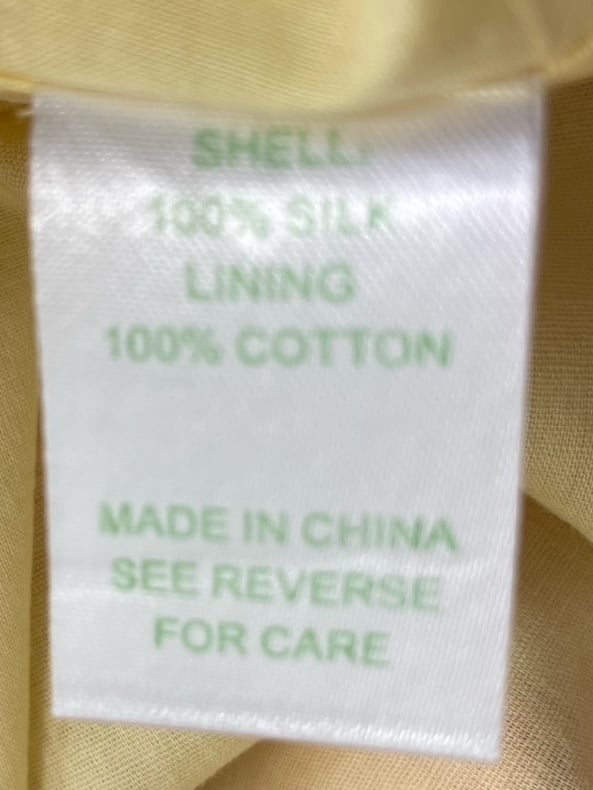 SHELL:
100% SILK
LINING
100% COTTON
MADE IN CHINA
SEE REVERSE
FOR CARE